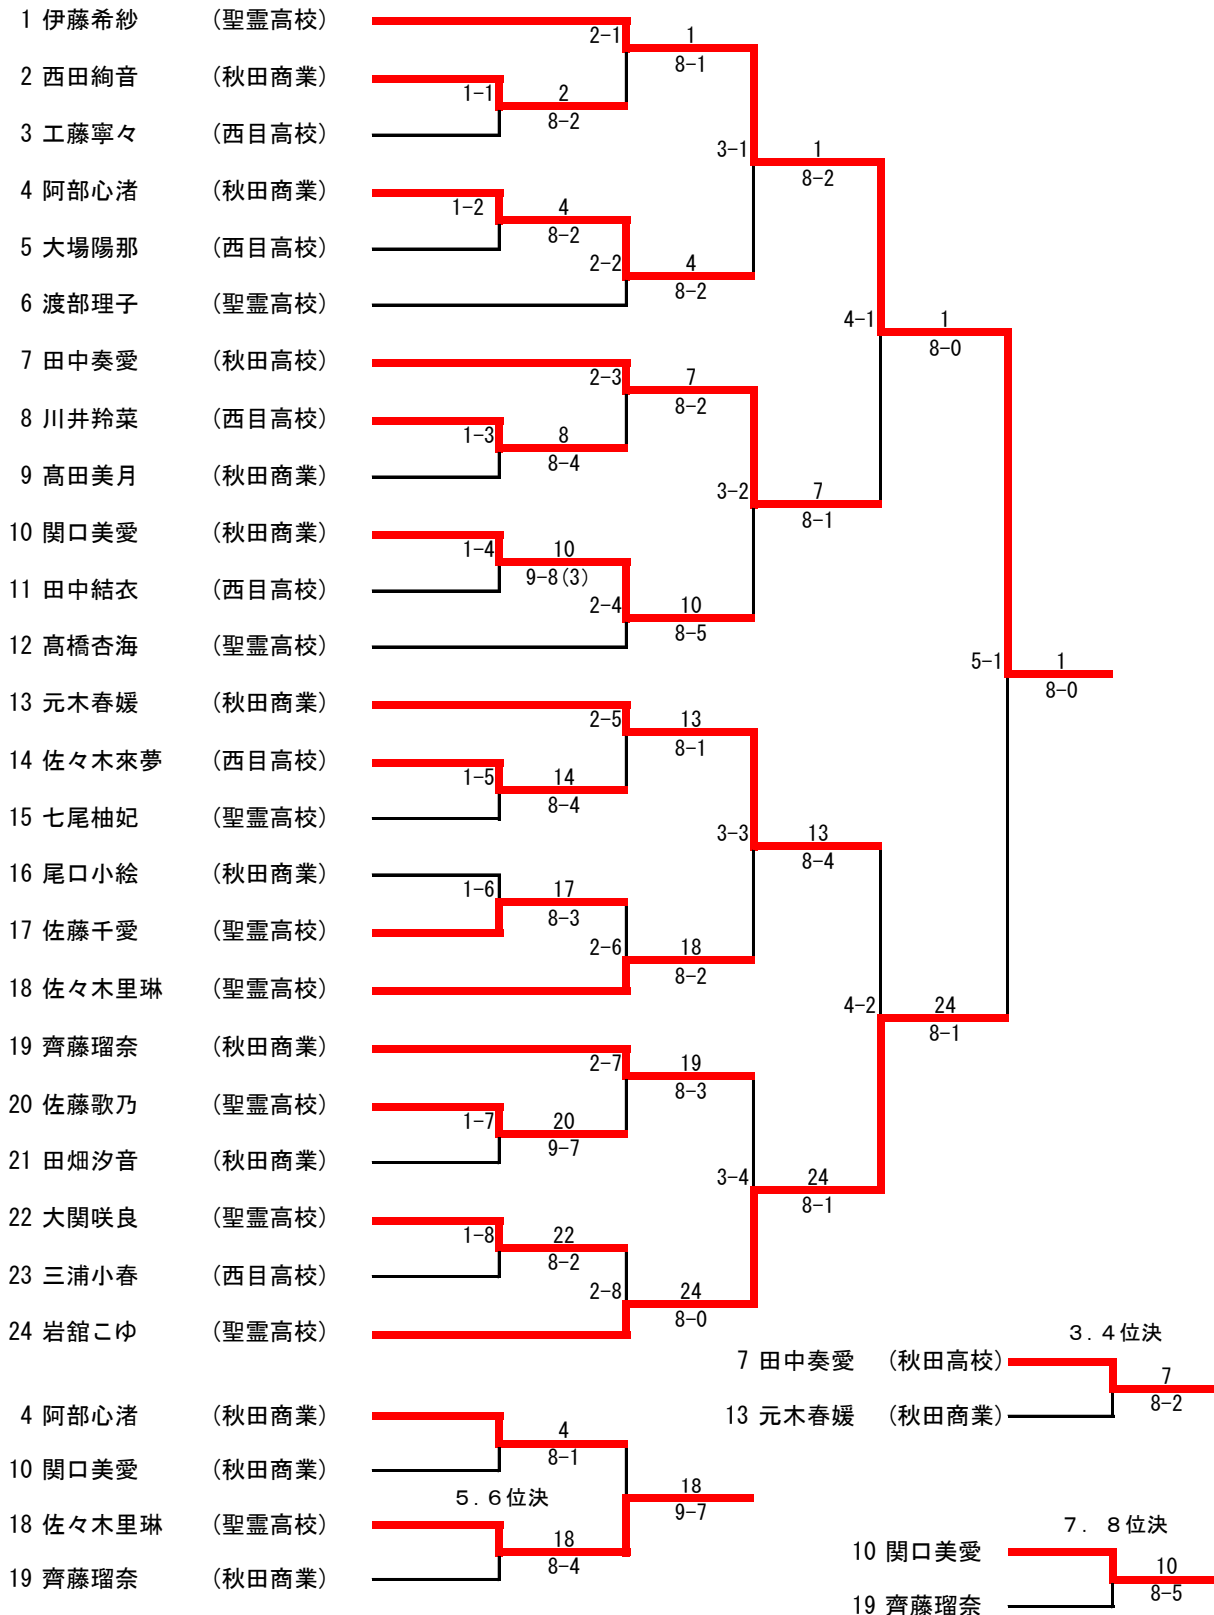 1 伊藤希紗 (聖霊高校)
2-1 1
8-1
2 西田絢音 (秋田商業)
1-1 2
8-2
3 工藤寧々 (西目高校)
3-1 1
8-2
4 阿部心渚 (秋田商業)
1-2 4
8-2
5 大場陽那 (西目高校)
2-2 4
8-2
6 渡部理子 (聖霊高校)
4-1 1
8-0
7 田中奏愛 (秋田高校)
2-3 7
8-2
8 川井羚菜 (西目高校)
1-3 8
8-4
9 髙田美月 (秋田商業)
3-2 7
8-1
10 関口美愛 (秋田商業)
1-4 10
9-8(3)
11 田中結衣 (西目高校)
2-4 10
8-5
12 髙橋杏海 (聖霊高校)
5-1 1
8-0
13 元木春媛 (秋田商業)
2-5 13
8-1
14 佐々木來夢 (西目高校)
1-5 14
8-4
15 七尾柚妃 (聖霊高校)
3-3 13
8-4
16 尾口小絵 (秋田商業)
1-6 17
8-3
17 佐藤千愛 (聖霊高校)
2-6 18
8-2
18 佐々木里琳 (聖霊高校)
4-2 24
8-1
19 齊藤瑠奈 (秋田商業)
2-7 19
8-3
20 佐藤歌乃 (聖霊高校)
1-7 20
9-7
21 田畑汐音 (秋田商業)
3-4 24
8-1
22 大関咲良 (聖霊高校)
1-8 22
8-2
23 三浦小春 (西目高校)
2-8 24
8-0
24 岩舘こゆ (聖霊高校)
3.4位決
7 田中奏愛 (秋田高校)
7
8-2
13 元木春媛 (秋田商業)
4 阿部心渚 (秋田商業)
4
8-1
10 関口美愛 (秋田商業)
5.6位決
18
9-7
18 佐々木里琳 (聖霊高校)
18
8-4
19 齊藤瑠奈 (秋田商業)
7. 8位決
10 関口美愛
10
8-5
19 齊藤瑠奈